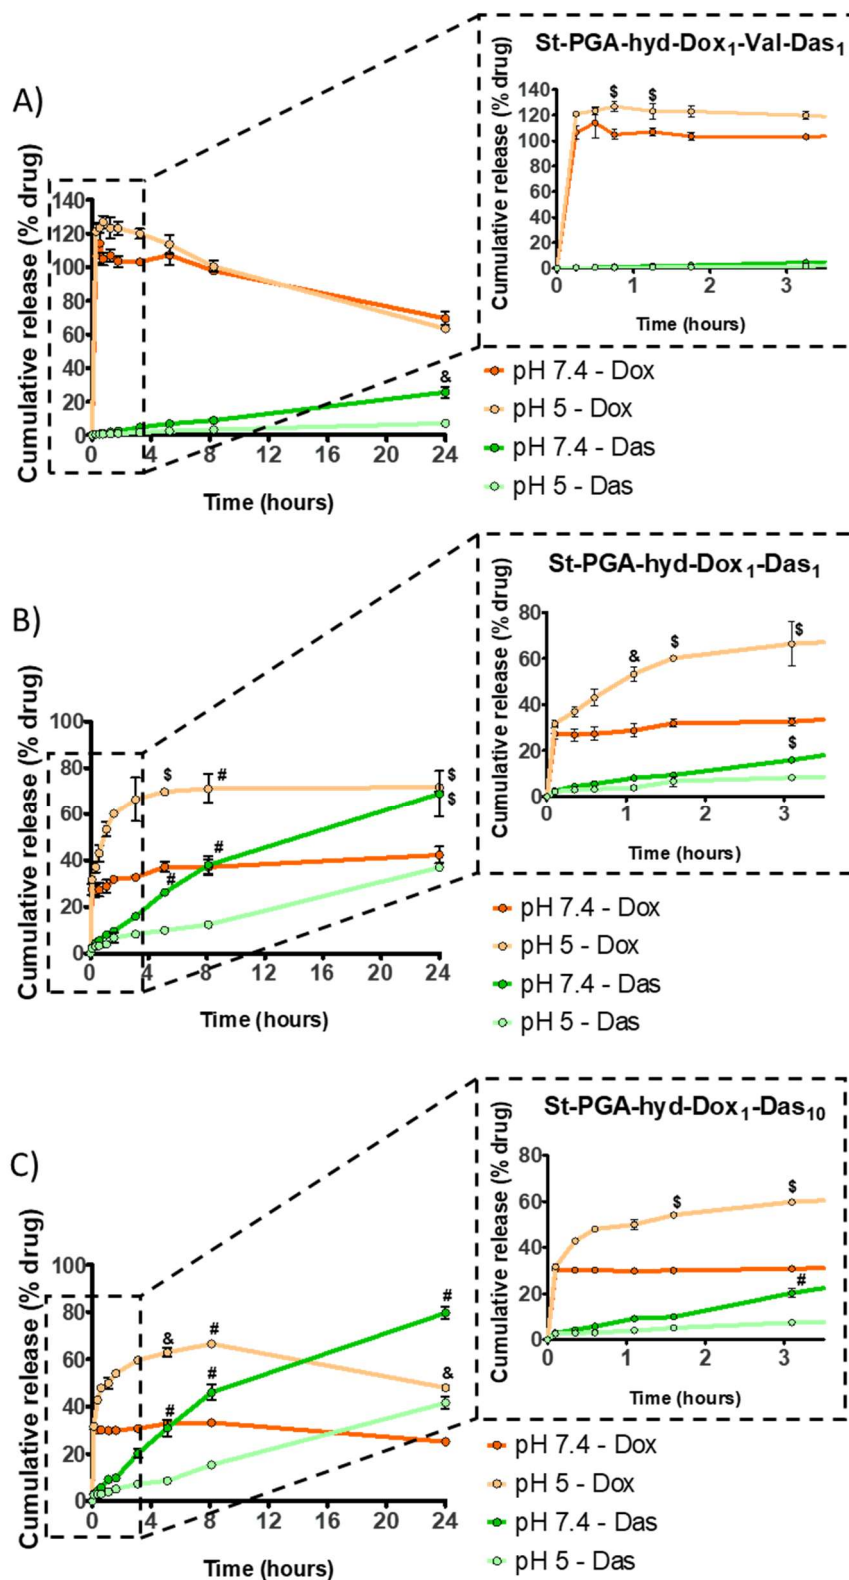 St-PGA-hyd-Dox1-Val-Das1
A)
Cumulative release (% drug)
140
120
100
80
60
40
20
0
0 4 8 12 16 20 24
Time (hours)
&
Cumulative release (% drug)
140
120
100
80
60
40
20
0
0 1 2 3
Time (hours)
$ $
pH 7.4 - Dox
pH 5 - Dox
pH 7.4 - Das
pH 5 - Das
St-PGA-hyd-Dox1-Das1
B)
Cumulative release (% drug)
100
80
60
40
20
0
0 4 8 12 16 20 24
Time (hours)
$ # $
$
# #
Cumulative release (% drug)
80
60
40
20
0
0 1 2 3
Time (hours)
& $ $
$
pH 7.4 - Dox
pH 5 - Dox
pH 7.4 - Das
pH 5 - Das
St-PGA-hyd-Dox1-Das10
C)
Cumulative release (% drug)
100
80
60
40
20
0
0 4 8 12 16 20 24
Time (hours)
& # #
# # &
Cumulative release (% drug)
80
60
40
20
0
0 1 2 3
Time (hours)
$ $
#
pH 7.4 - Dox
pH 5 - Dox
pH 7.4 - Das
pH 5 - Das